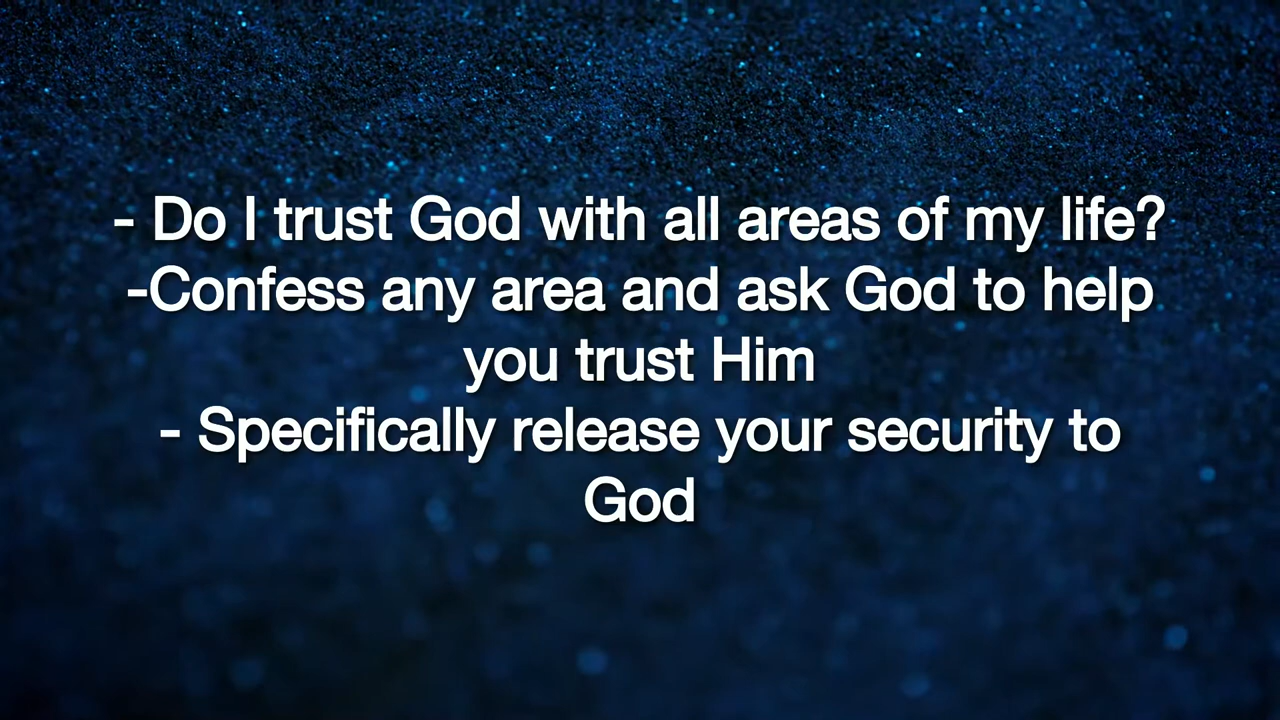 - Do I trust God with all areas of my life?
-Confess any area and ask God to help
you trust Him
- Specifically release your security to
God